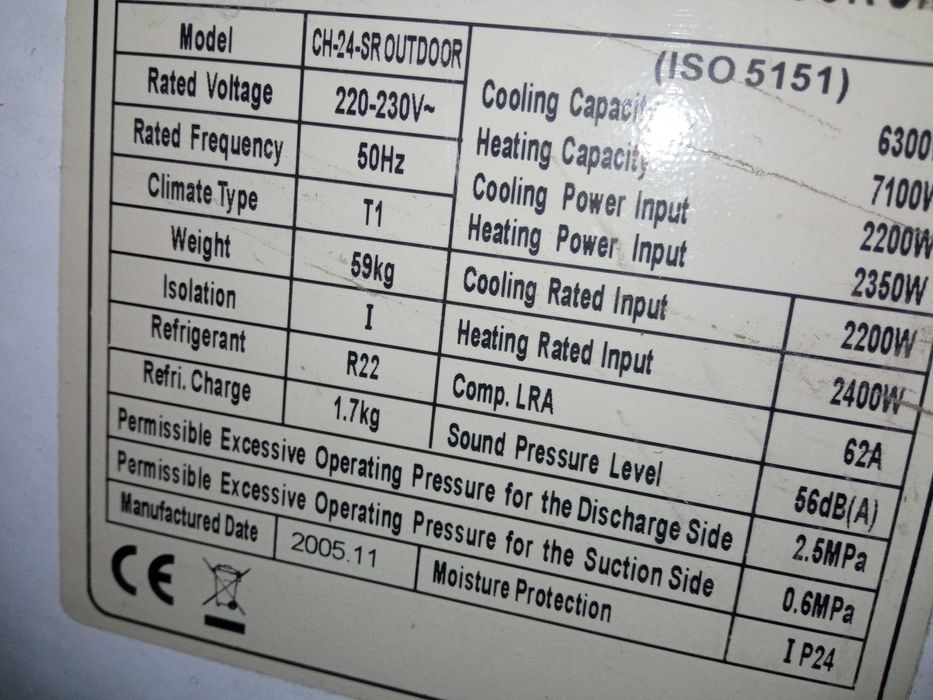 Model CH-24-SR OUTDOOR
Rated Voltage 220-230V~
Rated Frequency 50Hz
Climate Type T1
Weight 59kg
Isolation I
Refrigerant R22
Refri. Charge 1.7kg
(ISO 5151)
Cooling Capacity 6300
Heating Capacity 7100W
Cooling Power Input 2200W
Heating Power Input 2350W
Cooling Rated Input 2200W
Heating Rated Input 2400W
Comp. LRA 62A
Sound Pressure Level 56dB(A)
Permissible Excessive Operating Pressure for the Discharge Side 2.5MPa
Permissible Excessive Operating Pressure for the Suction Side 0.6MPa
Manufactured Date 2005.11 Moisture Protection IP24
CE